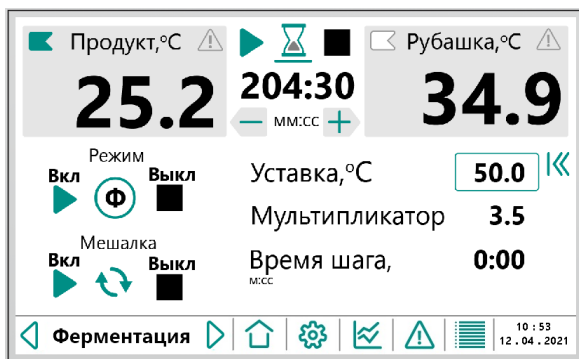 Продукт,°C
25.2
204:30
мм:сс
Рубашка,°C
34.9
Режим
Вкл
Ф
Выкл
Мешалка
Вкл
Выкл
Уставка,°C
50.0
Мультипликатор
3.5
Время шага,
м:сс
0:00
Ферментация
10:53
12.04.2021